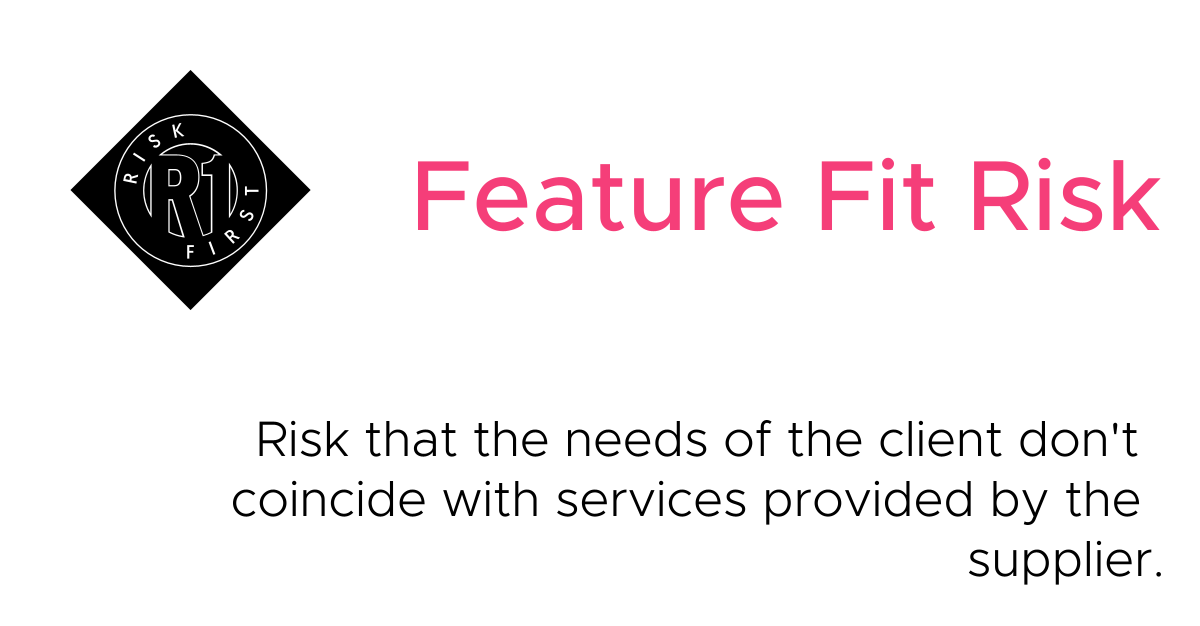 RISK
R1
FIRST
Feature Fit Risk
Risk that the needs of the client don't
coincide with services provided by the
supplier.